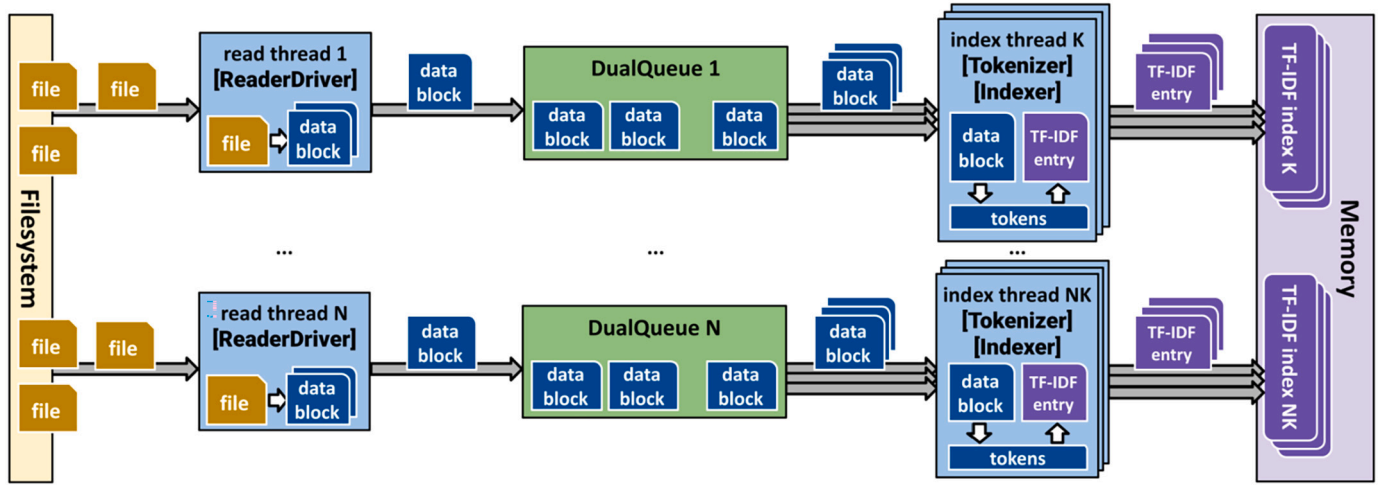 Filesystem
file
file
file
read thread 1
[ReaderDriver]
file
data
block
data
block
DualQueue 1
data
block
data
block
data
block
data
block
index thread K
[Tokenizer]
[Indexer]
data
block
TF-IDF
entry
tokens
TF-IDF
entry
TF-IDF index K
Memory
...
...
...
file
file
file
read thread N
[ReaderDriver]
file
data
block
data
block
DualQueue N
data
block
data
block
data
block
data
block
index thread NK
[Tokenizer]
[Indexer]
data
block
TF-IDF
entry
tokens
TF-IDF
entry
TF-IDF index NK